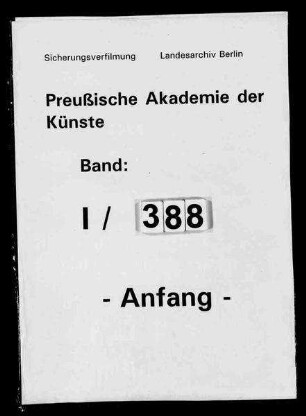 Sicherungsverfilmung Landesarchiv Berlin
Preußische Akademie der
Künste
Band:
I / 388
- Anfang -